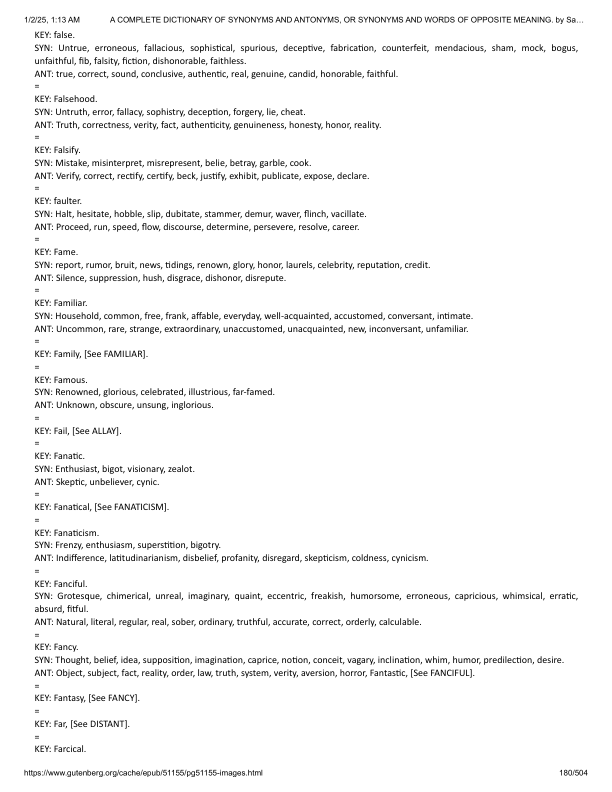 1/2/25, 1:13 AM A COMPLETE DICTIONARY OF SYNONYMS AND ANTONYMS, OR SYNONYMS AND WORDS OF OPPOSITE MEANING. by Sa…
KEY: false.
SYN: Untrue, erroneous, fallacious, sophistical, spurious, deceptive, fabrication, counterfeit, mendacious, sham, mock, bogus,
unfaithful, fib, falsity, fiction, dishonorable, faithless.
ANT: true, correct, sound, conclusive, authentic, real, genuine, candid, honorable, faithful.
=
KEY: Falsehood.
SYN: Untruth, error, fallacy, sophistry, deception, forgery, lie, cheat.
ANT: Truth, correctness, verity, fact, authenticity, genuineness, honesty, honor, reality.
=
KEY: Falsify.
SYN: Mistake, misinterpret, misrepresent, belie, betray, garble, cook.
ANT: Verify, correct, rectify, certify, beck, justify, exhibit, publicate, expose, declare.
=
KEY: faulter.
SYN: Halt, hesitate, hobble, slip, dubitate, stammer, demur, waver, flinch, vacillate.
ANT: Proceed, run, speed, flow, discourse, determine, persevere, resolve, career.
=
KEY: Fame.
SYN: report, rumor, bruit, news, tidings, renown, glory, honor, laurels, celebrity, reputation, credit.
ANT: Silence, suppression, hush, disgrace, dishonor, disrepute.
=
KEY: Familiar.
SYN: Household, common, free, frank, affable, everyday, well-acquainted, accustomed, conversant, intimate.
ANT: Uncommon, rare, strange, extraordinary, unaccustomed, unacquainted, new, inconversant, unfamiliar.
=
KEY: Family, [See FAMILIAR].
=
KEY: Famous.
SYN: Renowned, glorious, celebrated, illustrious, far-famed.
ANT: Unknown, obscure, unsung, inglorious.
=
KEY: Fail, [See ALLAY].
=
KEY: Fanatic.
SYN: Enthusiast, bigot, visionary, zealot.
ANT: Skeptic, unbeliever, cynic.
=
KEY: Fanatical, [See FANATICISM].
=
KEY: Fanaticism.
SYN: Frenzy, enthusiasm, superstition, bigotry.
ANT: Indifference, latitudinarianism, disbelief, profanity, disregard, skepticism, coldness, cynicism.
=
KEY: Fanciful.
SYN: Grotesque, chimerical, unreal, imaginary, quaint, eccentric, freakish, humorsome, erroneous, capricious, whimsical, erratic,
absurd, fitful.
ANT: Natural, literal, regular, real, sober, ordinary, truthful, accurate, correct, orderly, calculable.
=
KEY: Fancy.
SYN: Thought, belief, idea, supposition, imagination, caprice, notion, conceit, vagary, inclination, whim, humor, predilection, desire.
ANT: Object, subject, fact, reality, order, law, truth, system, verity, aversion, horror, Fantastic, [See FANCIFUL].
=
KEY: Fantasy, [See FANCY].
=
KEY: Far, [See DISTANT].
=
KEY: Farcical.
https://www.gutenberg.org/cache/epub/51155/pg51155-images.html 180/504